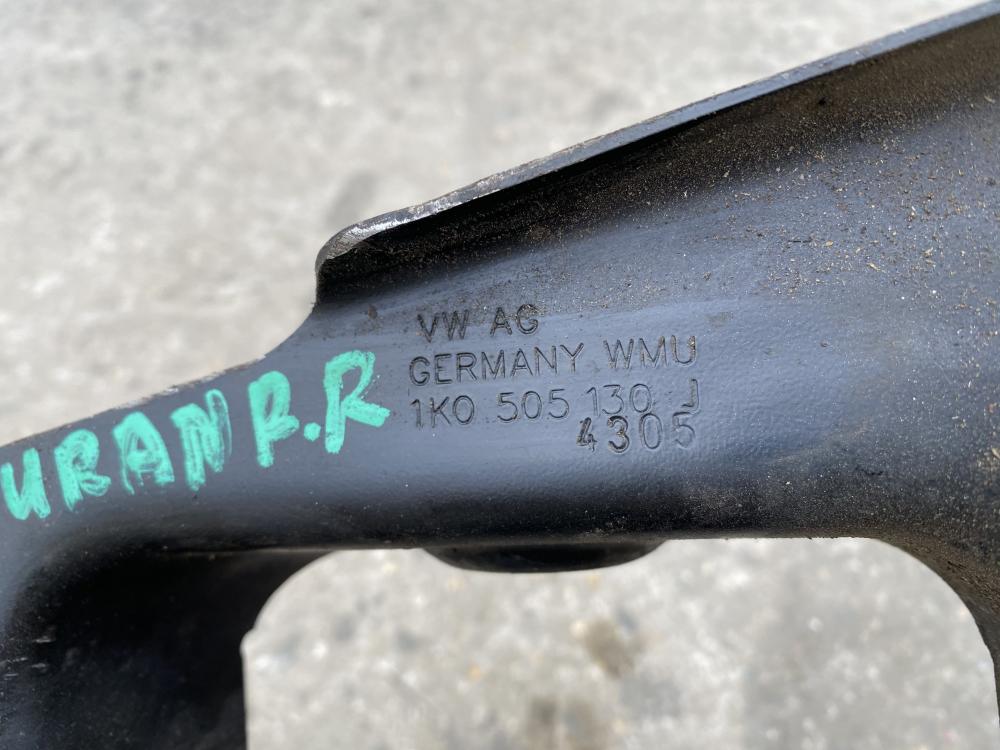 VW AG
GERMANY WMU
1K0 505 130 J
4305
URAN R.R